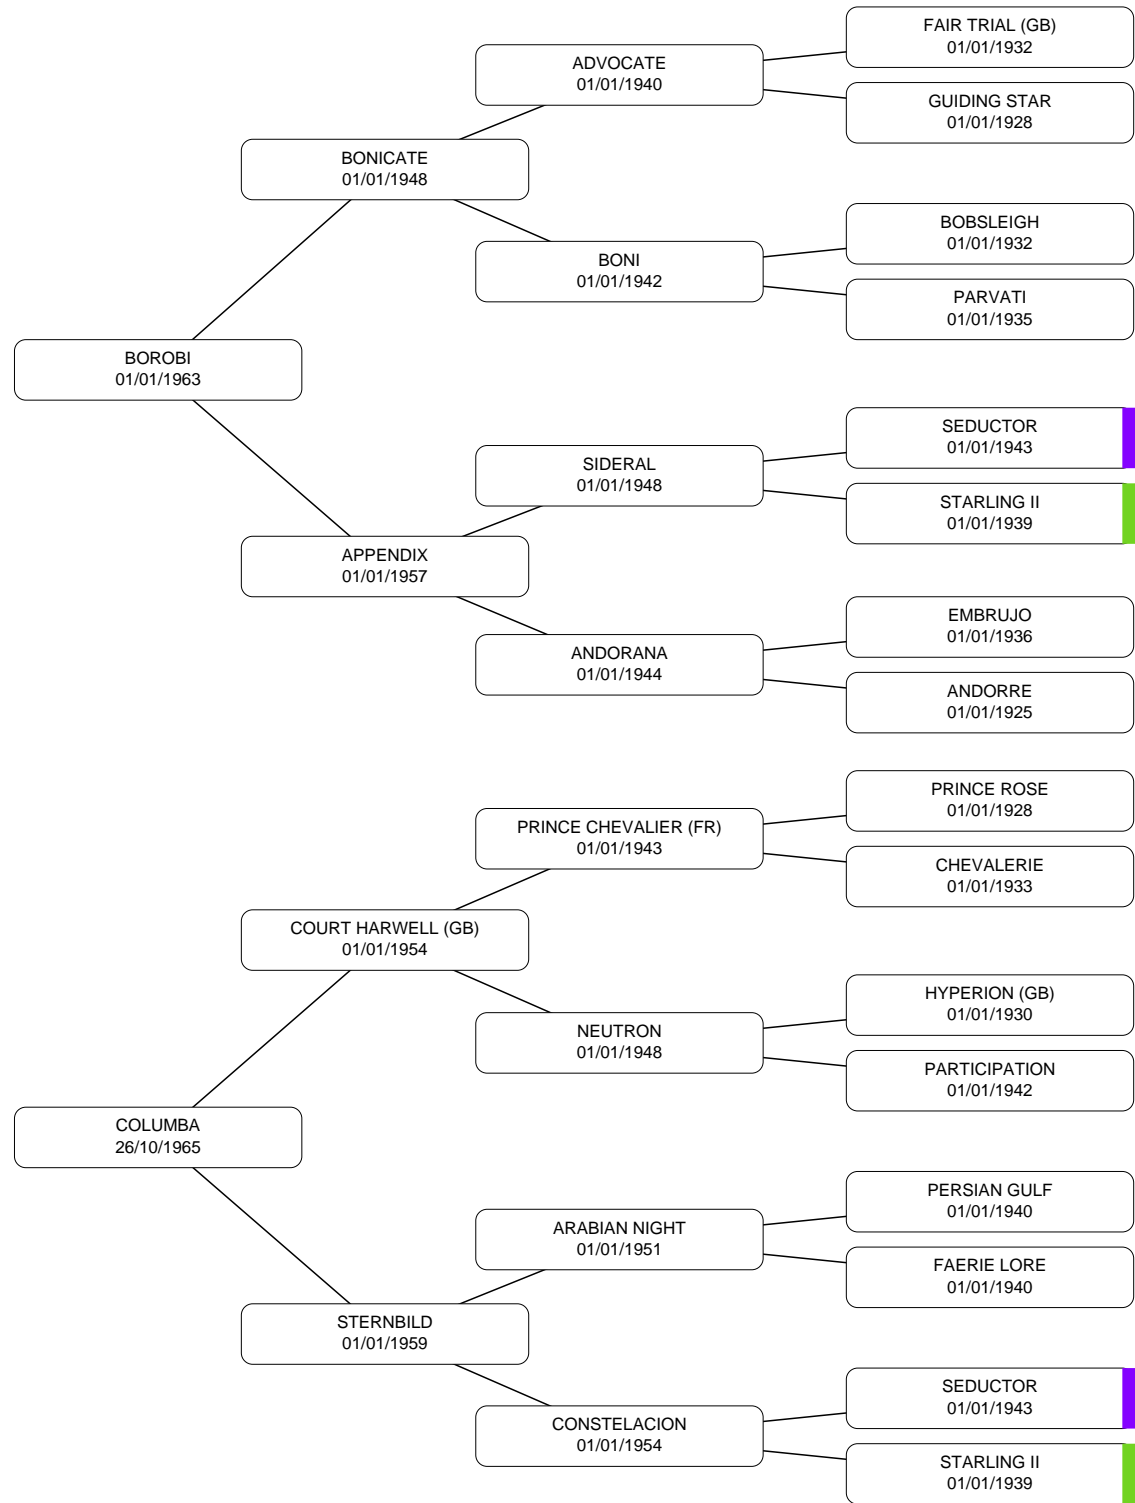 FAIR TRIAL (GB)
01/01/1932
ADVOCATE
01/01/1940
GUIDING STAR
01/01/1928
BONICATE
01/01/1948
BOBSLEIGH
01/01/1932
BONI
01/01/1942
PARVATI
01/01/1935
BOROBI
01/01/1963
SEDUCTOR
01/01/1943
SIDERAL
01/01/1948
STARLING II
01/01/1939
APPENDIX
01/01/1957
EMBRUJO
01/01/1936
ANDORANA
01/01/1944
ANDORRE
01/01/1925
PRINCE ROSE
01/01/1928
PRINCE CHEVALIER (FR)
01/01/1943
CHEVALERIE
01/01/1933
COURT HARWELL (GB)
01/01/1954
HYPERION (GB)
01/01/1930
NEUTRON
01/01/1948
PARTICIPATION
01/01/1942
COLUMBA
26/10/1965
PERSIAN GULF
01/01/1940
ARABIAN NIGHT
01/01/1951
FAERIE LORE
01/01/1940
STERNBILD
01/01/1959
SEDUCTOR
01/01/1943
CONSTELACION
01/01/1954
STARLING II
01/01/1939